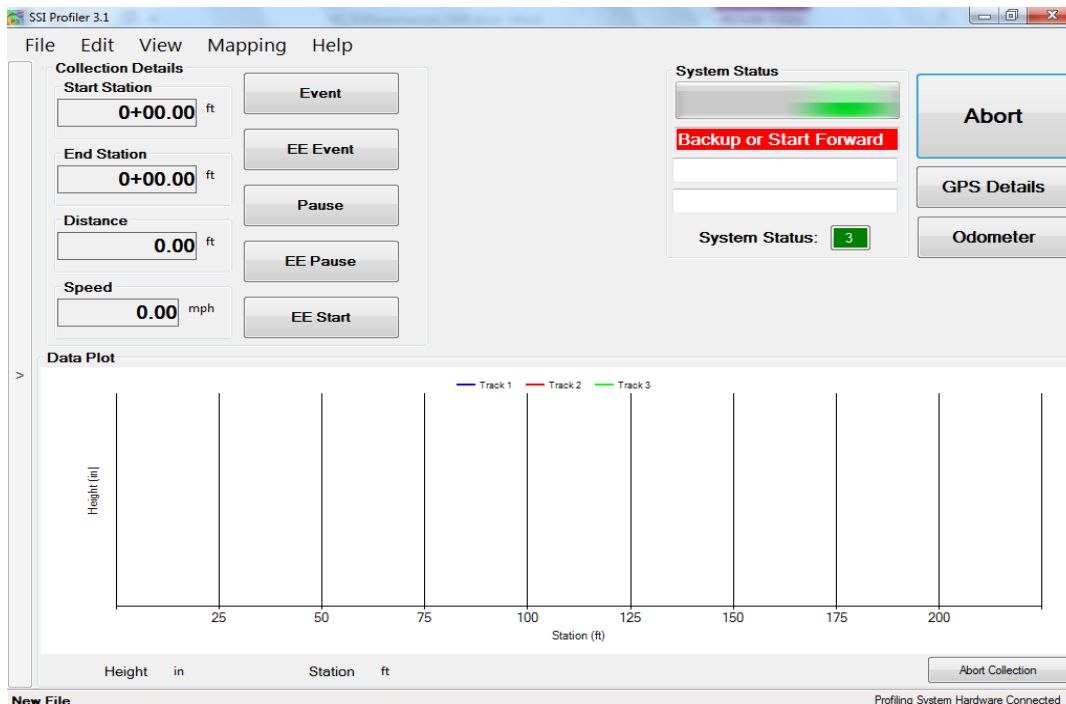 SSI Profiler 3.1
File Edit View Mapping Help
Collection Details
Start Station
0+00.00 ft
End Station
0+00.00 ft
Distance
0.00 ft
Speed
0.00 mph
Event
EE Event
Pause
EE Pause
EE Start
System Status
Backup or Start Forward
System Status: 3
Abort
GPS Details
Odometer
>
Data Plot
Track 1 Track 2 Track 3
Height (in)
25 50 75 100 125 150 175 200
Station (ft)
Height in Station ft
Abort Collection
New File Profiling System Hardware Connected